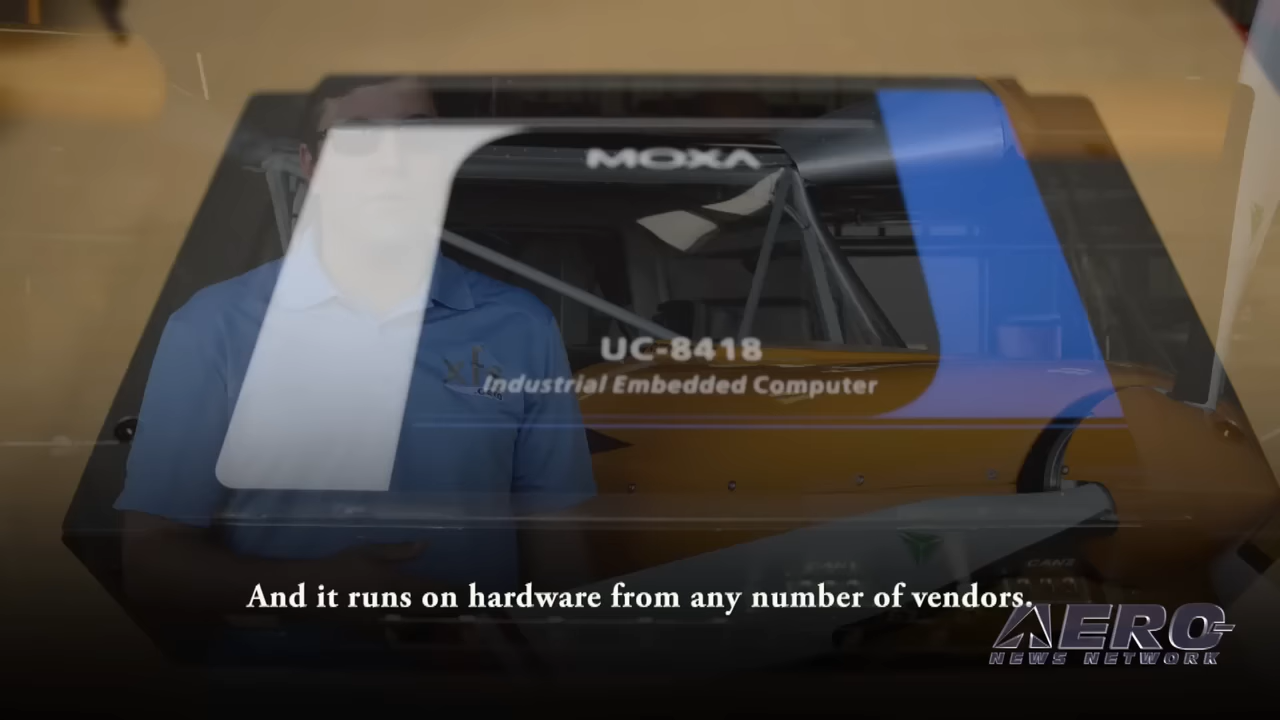 MOXA
UC-8418
Industrial Embedded Computer
CAN2
And it runs on hardware from any number of vendors.
AERO-
NEWS NETWORK